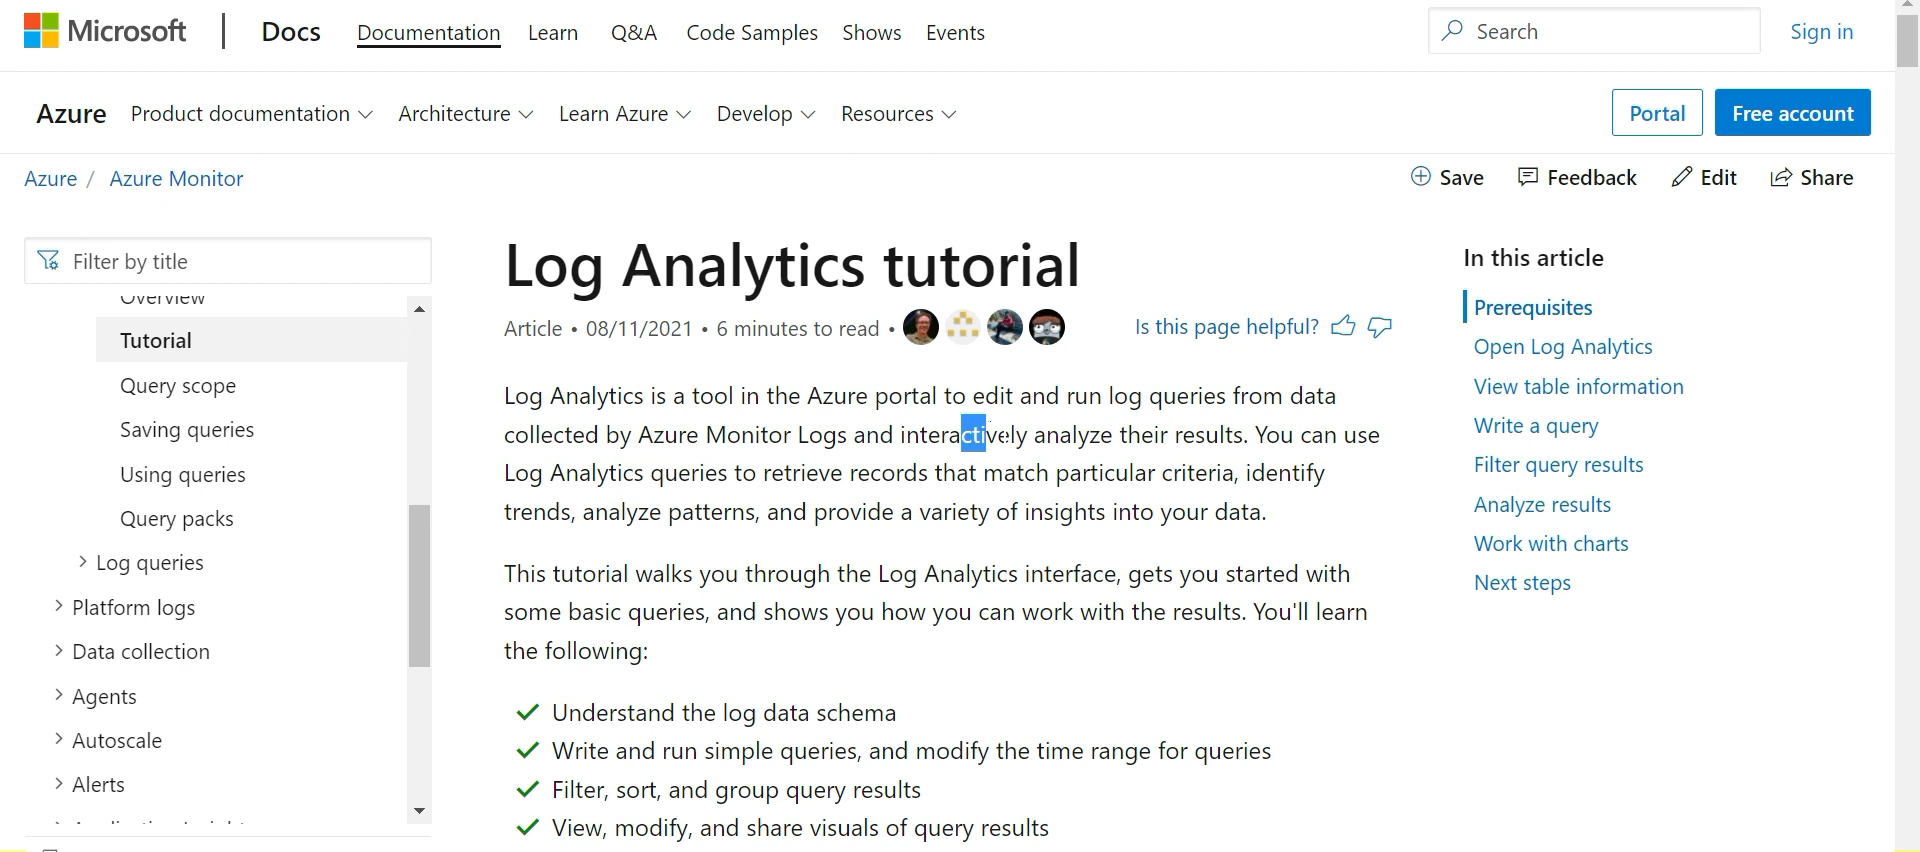 Microsoft Docs Documentation Learn Q&A Code Samples Shows Events Search Sign in
Azure Product documentation Architecture Learn Azure Develop Resources Portal Free account
Azure / Azure Monitor Save Feedback Edit Share
Filter by title
Overview
Tutorial
Query scope
Saving queries
Using queries
Query packs
Log queries
Platform logs
Data collection
Agents
Autoscale
Alerts
Log Analytics tutorial
Article • 08/11/2021 • 6 minutes to read •
Is this page helpful?
Log Analytics is a tool in the Azure portal to edit and run log queries from data
collected by Azure Monitor Logs and interactively analyze their results. You can use
Log Analytics queries to retrieve records that match particular criteria, identify
trends, analyze patterns, and provide a variety of insights into your data.
This tutorial walks you through the Log Analytics interface, gets you started with
some basic queries, and shows you how you can work with the results. You'll learn
the following:
Understand the log data schema
Write and run simple queries, and modify the time range for queries
Filter, sort, and group query results
View, modify, and share visuals of query results
In this article
Prerequisites
Open Log Analytics
View table information
Write a query
Filter query results
Analyze results
Work with charts
Next steps